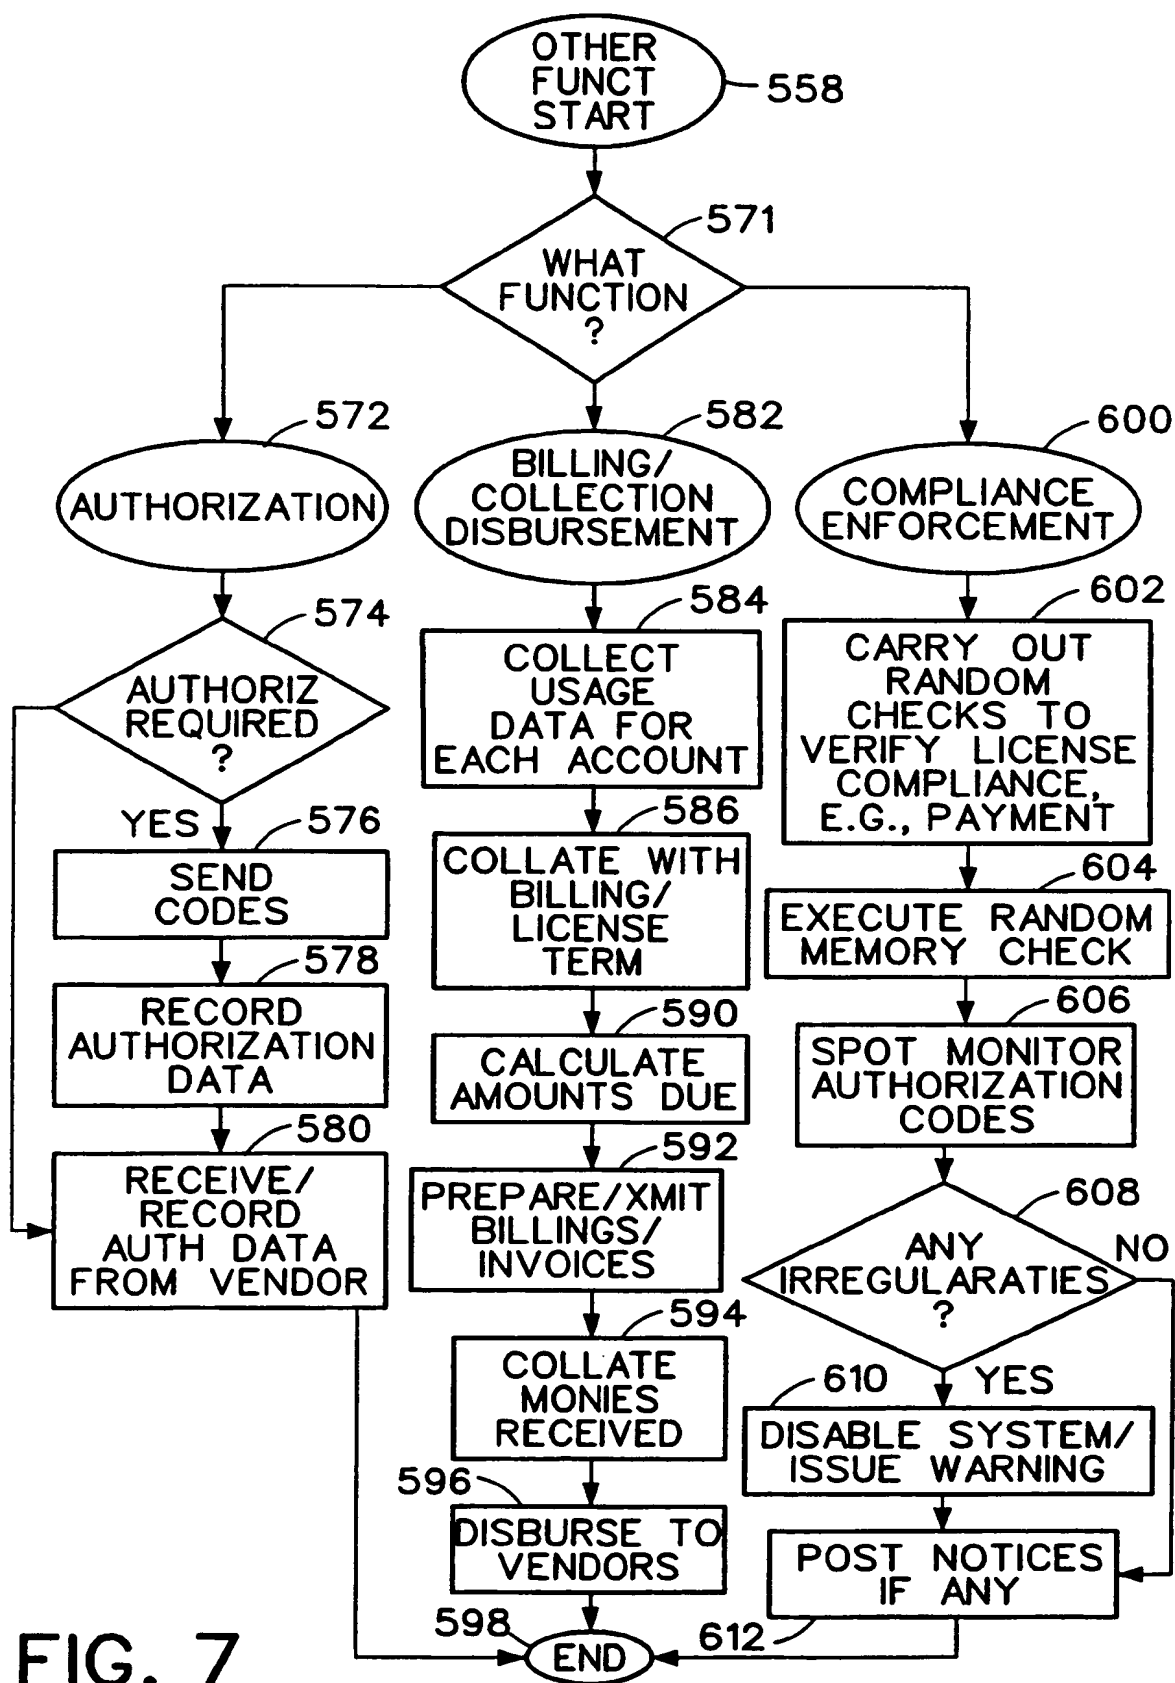 OTHER
FUNCT
START
558
571
WHAT
FUNCTION
?
572
AUTHORIZATION
574
AUTHORIZ
REQUIRED
?
YES
576
SEND
CODES
578
RECORD
AUTHORIZATION
DATA
580
RECEIVE/
RECORD
AUTH DATA
FROM VENDOR
582
BILLING/
COLLECTION
DISBURSEMENT
584
COLLECT
USAGE
DATA FOR
EACH ACCOUNT
586
COLLATE WITH
BILLING/
LICENSE
TERM
590
CALCULATE
AMOUNTS DUE
592
PREPARE/XMIT
BILLINGS/
INVOICES
594
COLLATE
MONIES
RECEIVED
596
DISBURSE TO
VENDORS
598
END
600
COMPLIANCE
ENFORCEMENT
602
CARRY OUT
RANDOM
CHECKS TO
VERIFY LICENSE
COMPLIANCE,
E.G., PAYMENT
604
EXECUTE RANDOM
MEMORY CHECK
606
SPOT MONITOR
AUTHORIZATION
CODES
608
ANY
IRREGULARATIES
?
NO
YES
610
DISABLE SYSTEM/
ISSUE WARNING
POST NOTICES
IF ANY
612
FIG. 7